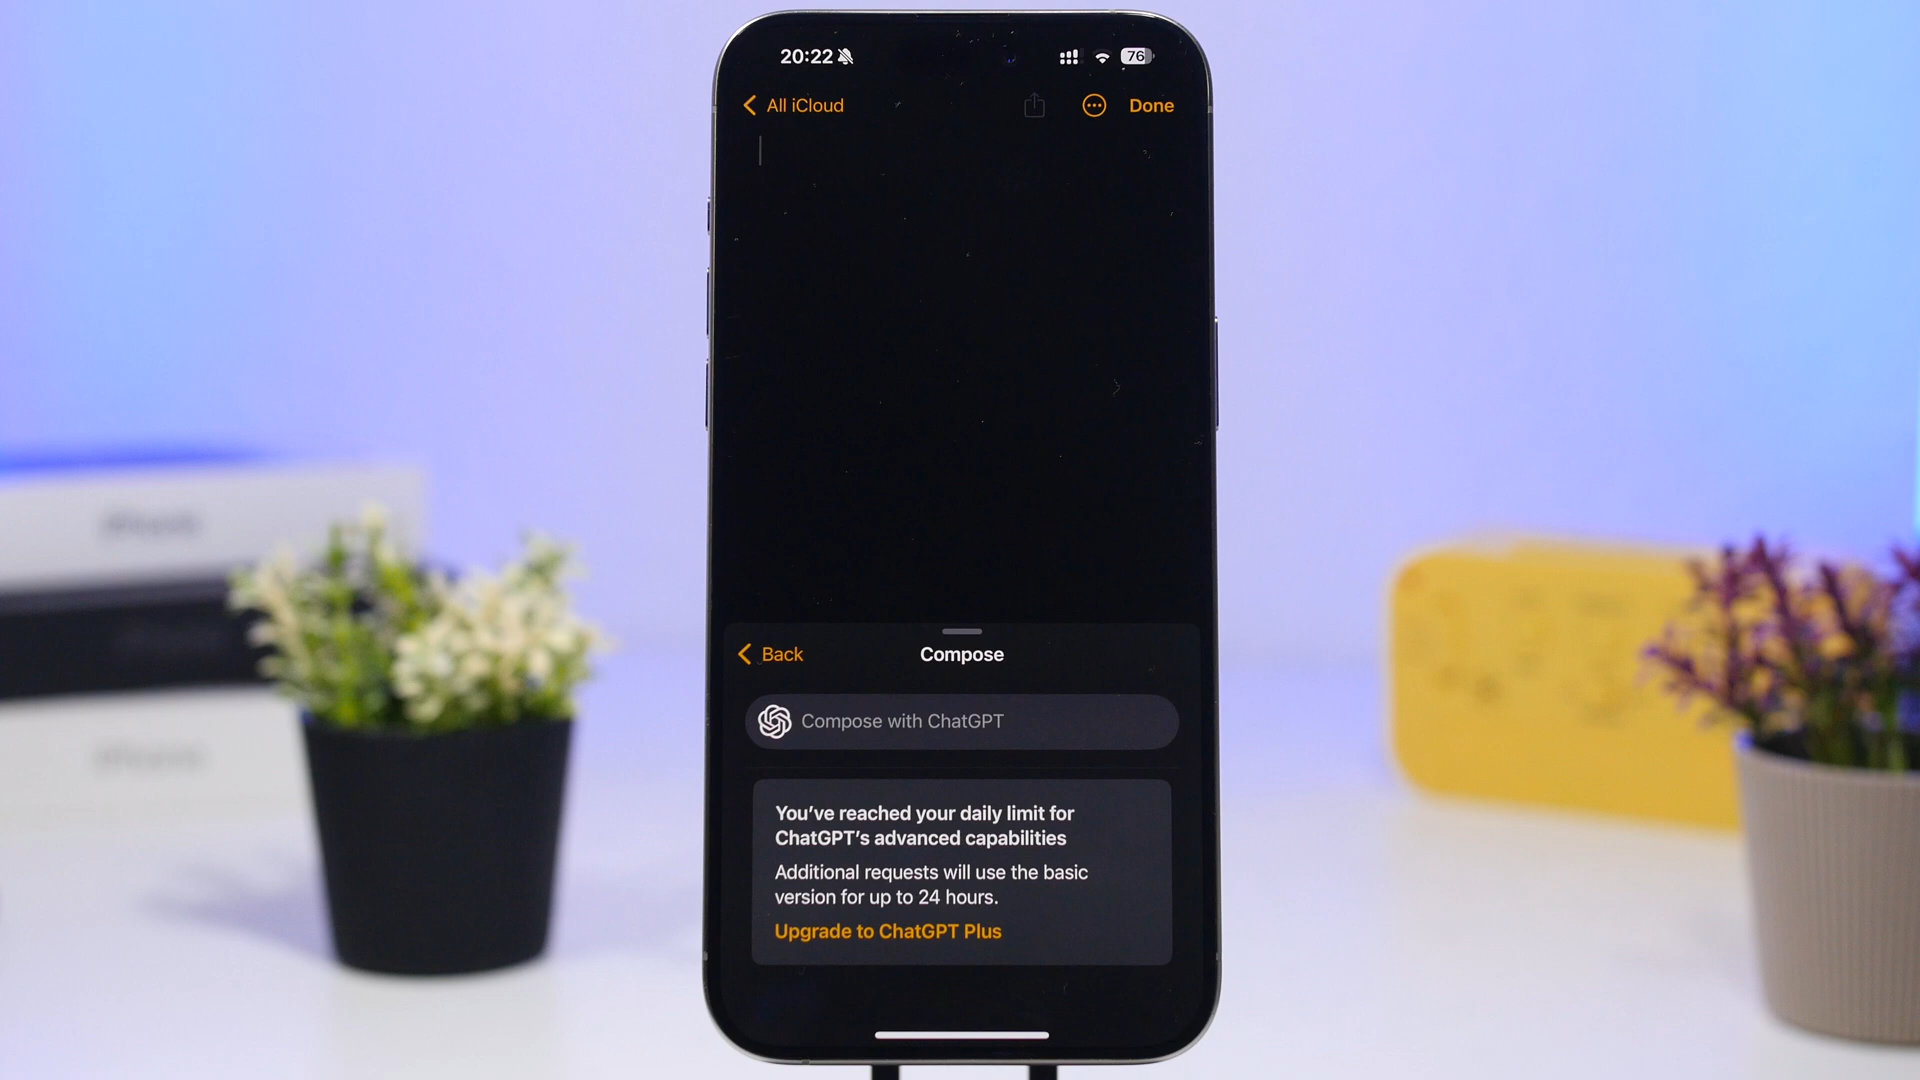 20:22
76
All iCloud
Done
Back
Compose
Compose with ChatGPT
You’ve reached your daily limit for
ChatGPT’s advanced capabilities
Additional requests will use the basic
version for up to 24 hours.
Upgrade to ChatGPT Plus